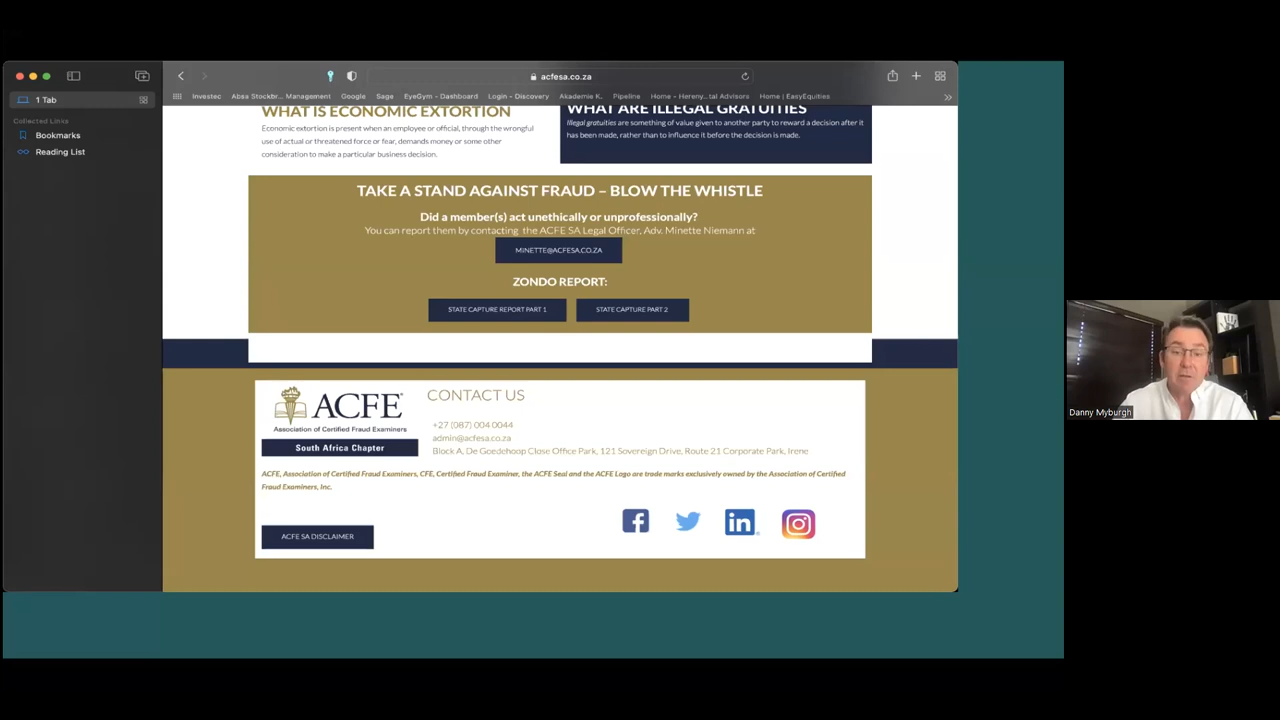 acfesa.co.za
Investec Absa Stockbr... Management Google Sage EyeGym - Dashboard Login - Discovery Akademie K. Pipeline Home - Hereny...tal Advisors Home | EasyEquities
1 Tab
Collected Links
Bookmarks
Reading List
WHAT IS ECONOMIC EXTORTION
Economic extortion is present when an employee or official, through the wrongful
use of actual or threatened force or fear, demands money or some other
consideration to make a particular business decision.
WHAT ARE ILLEGAL GRATUITIES
Illegal gratuities are something of value given to another party to reward a decision after it
has been made, rather than to influence it before the decision is made.
TAKE A STAND AGAINST FRAUD – BLOW THE WHISTLE
Did a member(s) act unethically or unprofessionally?
You can report them by contacting the ACFE SA Legal Officer, Adv. Minette Niemann at
MINETTE@ACFESA.CO.ZA
ZONDO REPORT:
STATE CAPTURE REPORT PART 1
STATE CAPTURE PART 2
ACFE®
Association of Certified Fraud Examiners
South Africa Chapter
CONTACT US
+27 (087) 004 0044
admin@acfesa.co.za
Block A, De Goedehoop Close Office Park, 121 Sovereign Drive, Route 21 Corporate Park, Irene
ACFE, Association of Certified Fraud Examiners, CFE, Certified Fraud Examiner, the ACFE Seal and the ACFE Logo are trade marks exclusively owned by the Association of Certified
Fraud Examiners, Inc.
ACFE SA DISCLAIMER
Danny Myburgh